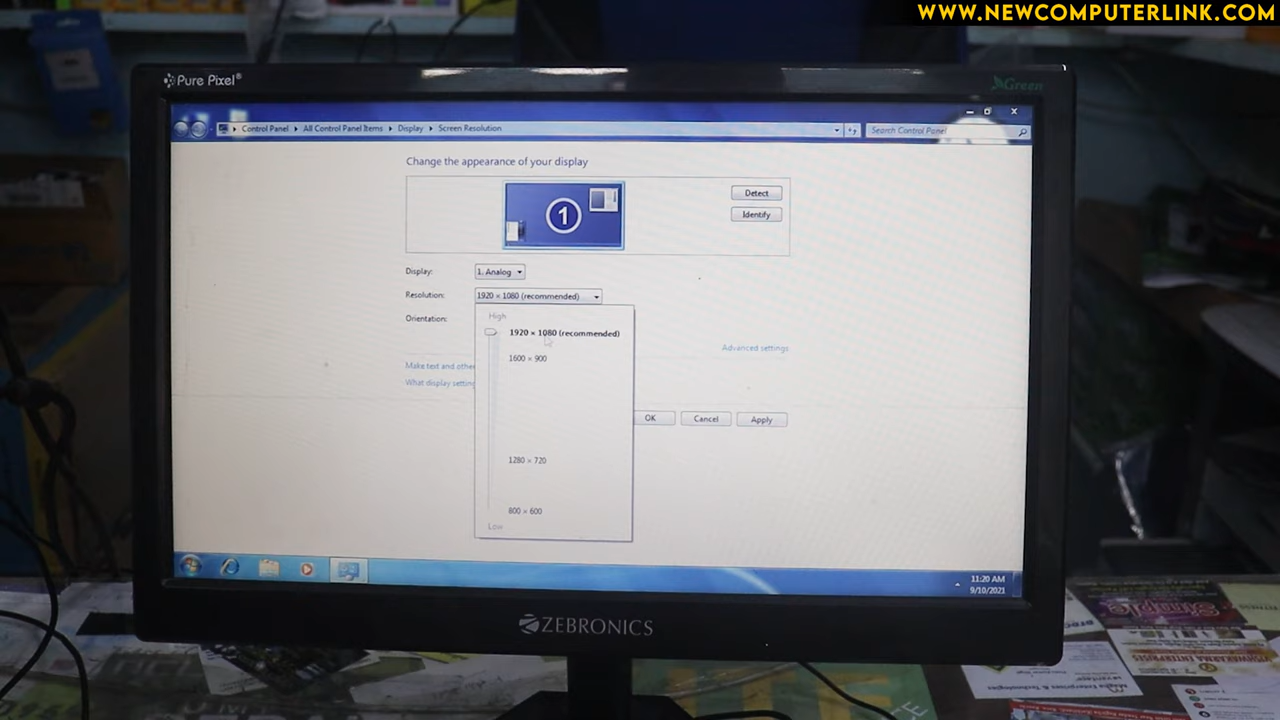 WWW.NEWCOMPUTERLINK.COM
Pure Pixel®
Green
Control Panel ▸ All Control Panel Items ▸ Display ▸ Screen Resolution
Search Control Panel
Change the appearance of your display
1
Detect
Identify
Display:
1. Analog
Resolution:
1920 × 1080 (recommended)
Orientation:
High
1920 × 1080 (recommended)
1600 × 900
1280 × 720
800 × 600
Low
Advanced settings
Make text and other
What display setting
OK
Cancel
Apply
11:20 AM
9/10/2021
ZEBRONICS
Simple